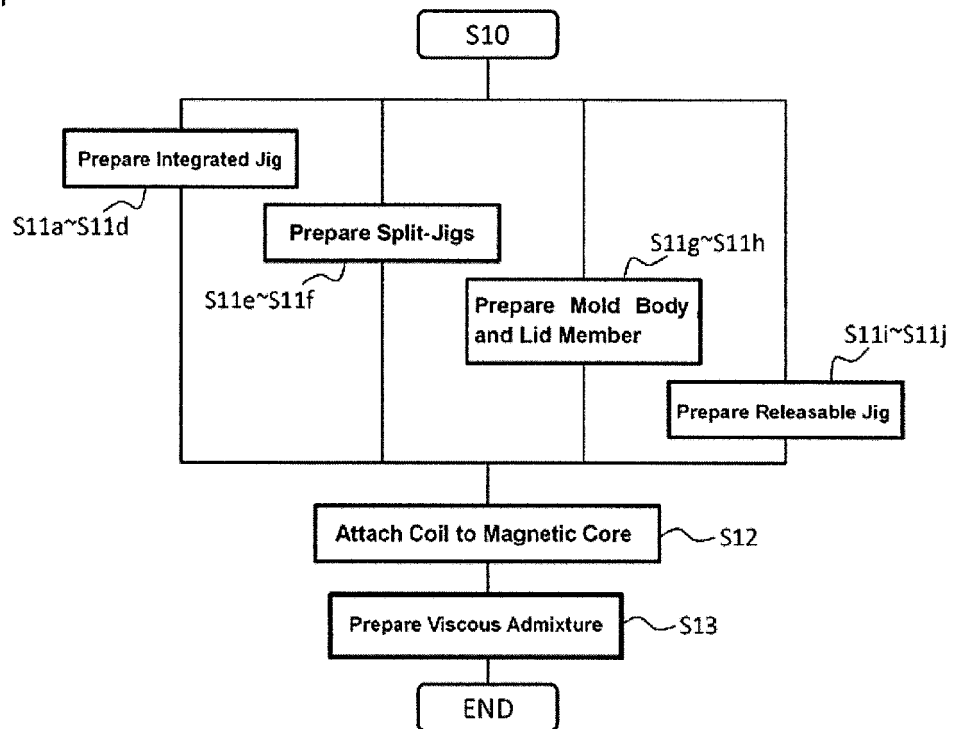 S10
Prepare Integrated Jig
S11a~S11d
Prepare Split-Jigs
S11e~S11f
S11g~S11h
Prepare Mold Body
and Lid Member
S11i~S11j
Prepare Releasable Jig
Attach Coil to Magnetic Core
S12
Prepare Viscous Admixture
S13
END